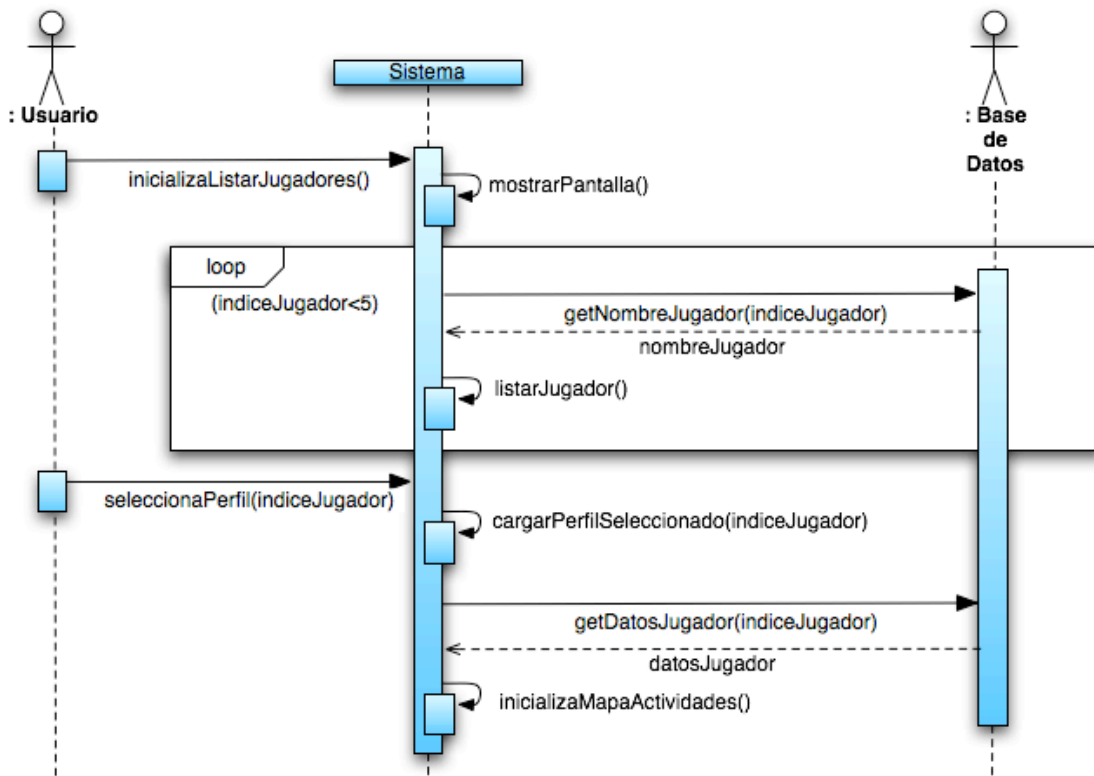 Sistema
: Usuario
: Base
de
Datos
inicializaListarJugadores()
mostrarPantalla()
loop
(indiceJugador<5)
getNombreJugador(indiceJugador)
nombreJugador
listarJugador()
seleccionaPerfil(indiceJugador)
cargarPerfilSeleccionado(indiceJugador)
getDatosJugador(indiceJugador)
datosJugador
inicializaMapaActividades()